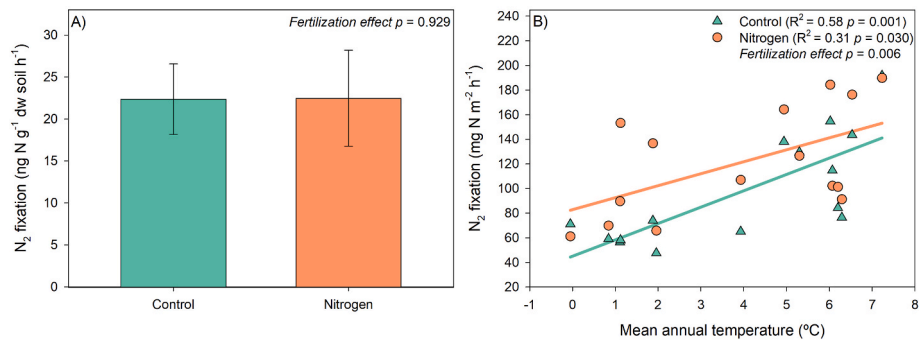 A)
Fertilization effect p = 0.929
N2 fixation (ng N g-1 dw soil h-1)
30
25
20
15
10
5
0
Control
Nitrogen
B)
Control (R2 = 0.58 p = 0.001)
Nitrogen (R2 = 0.31 p = 0.030)
Fertilization effect p = 0.006
N2 fixation (mg N m-2 h-1)
240
220
200
180
160
140
120
100
80
60
40
20
-1
0
1
2
3
4
5
6
7
8
Mean annual temperature (ºC)